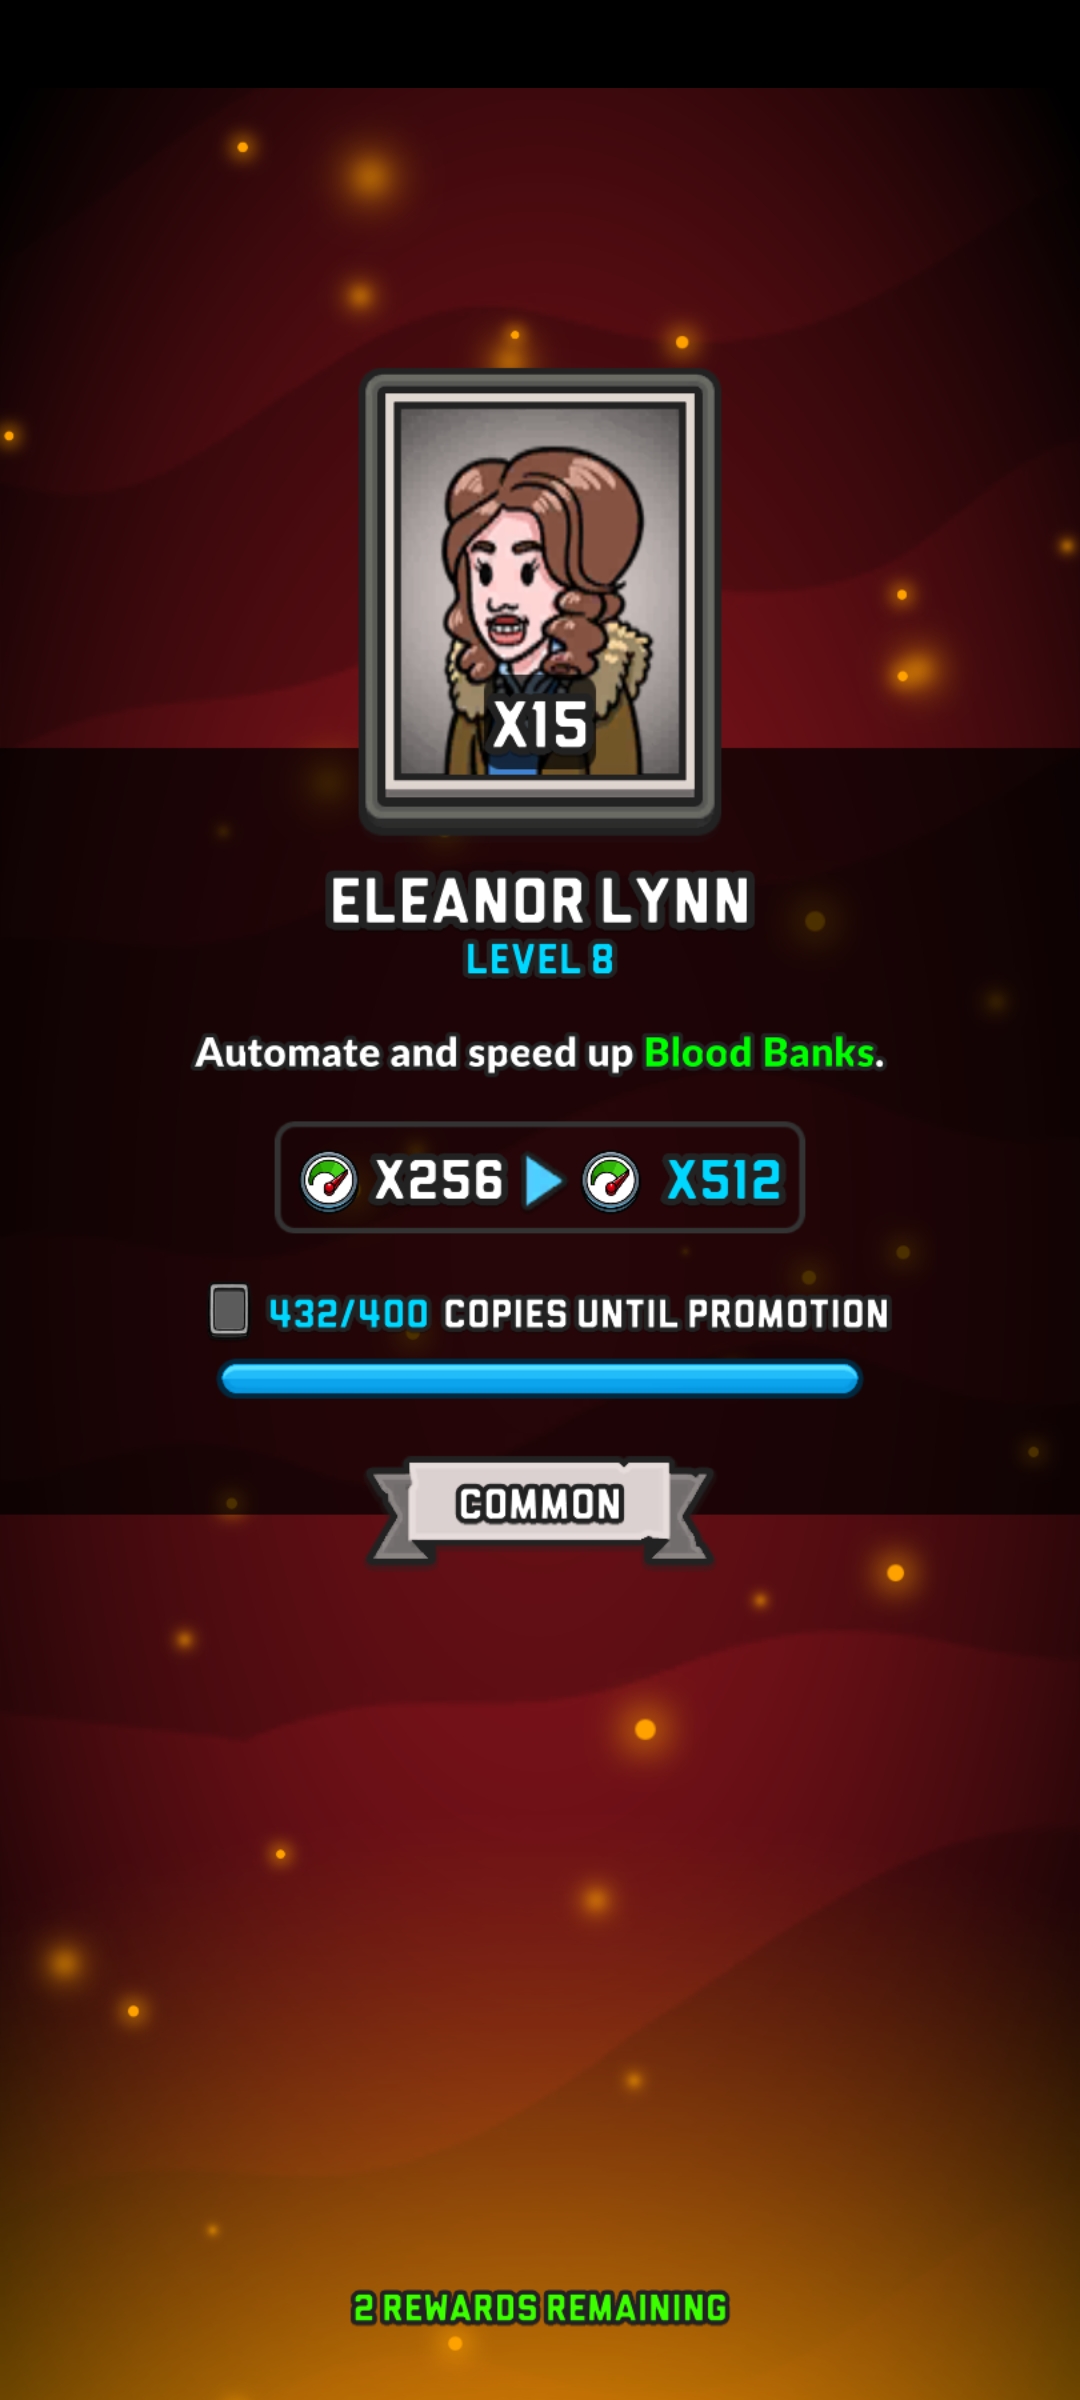 X15
ELEANOR LYNN
LEVEL 8
Automate and speed up Blood Banks.
X256 X512
432/400 COPIES UNTIL PROMOTION
COMMON
2 REWARDS REMAINING